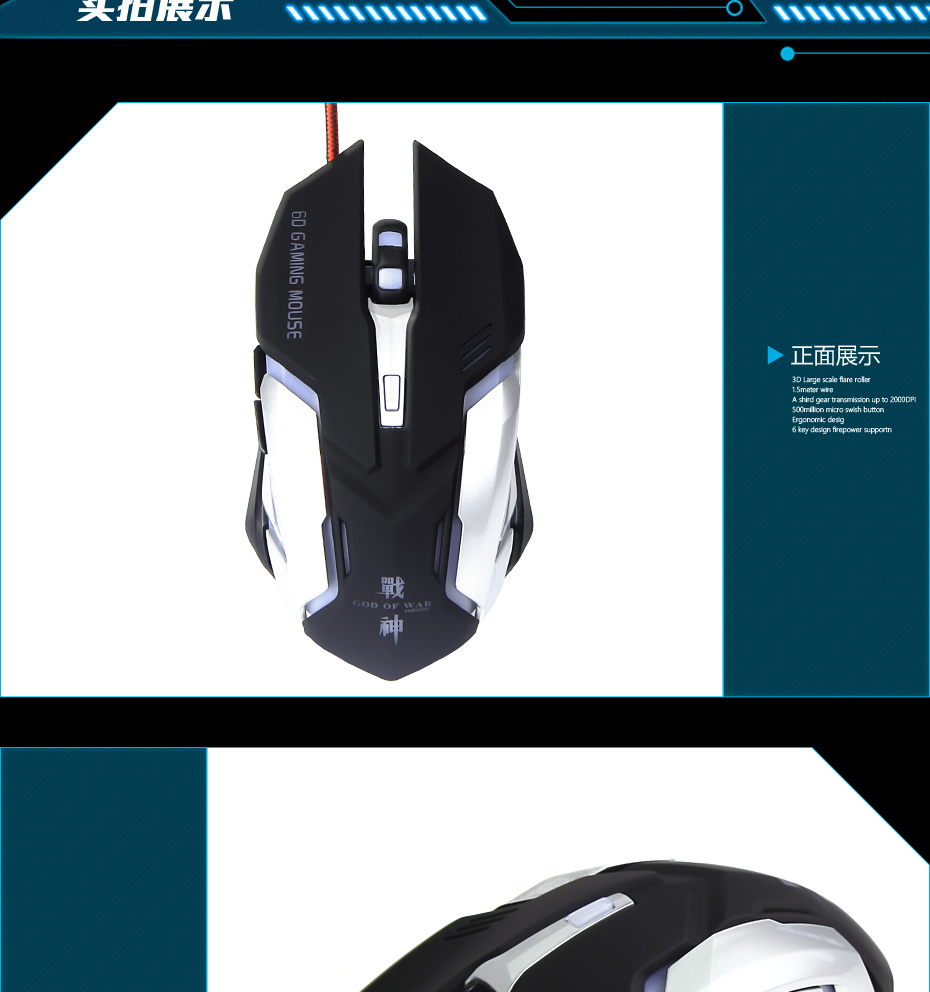 实拍展示
6D GAMING MOUSE
正面展示
3D Large scale flare roller
1.5meter wire
A shird gear transmission up to 2000DPI
500million micro swish button
Ergonomic desig
6 key design firepower supportn
戰
GOD OF WAR
神